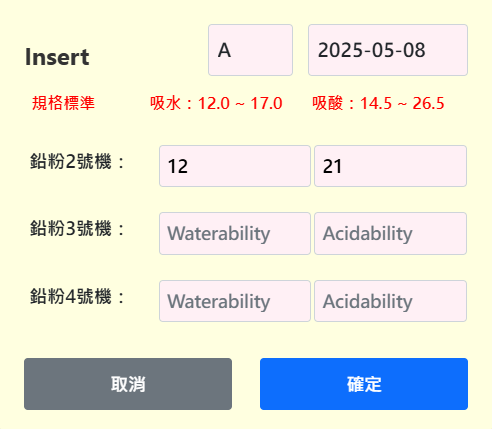 Insert A 2025-05-08
規格標準 吸水：12.0 ~ 17.0 吸酸：14.5 ~ 26.5
鉛粉2號機： 12 21
鉛粉3號機： Waterability Acidability
鉛粉4號機： Waterability Acidability
取消 確定